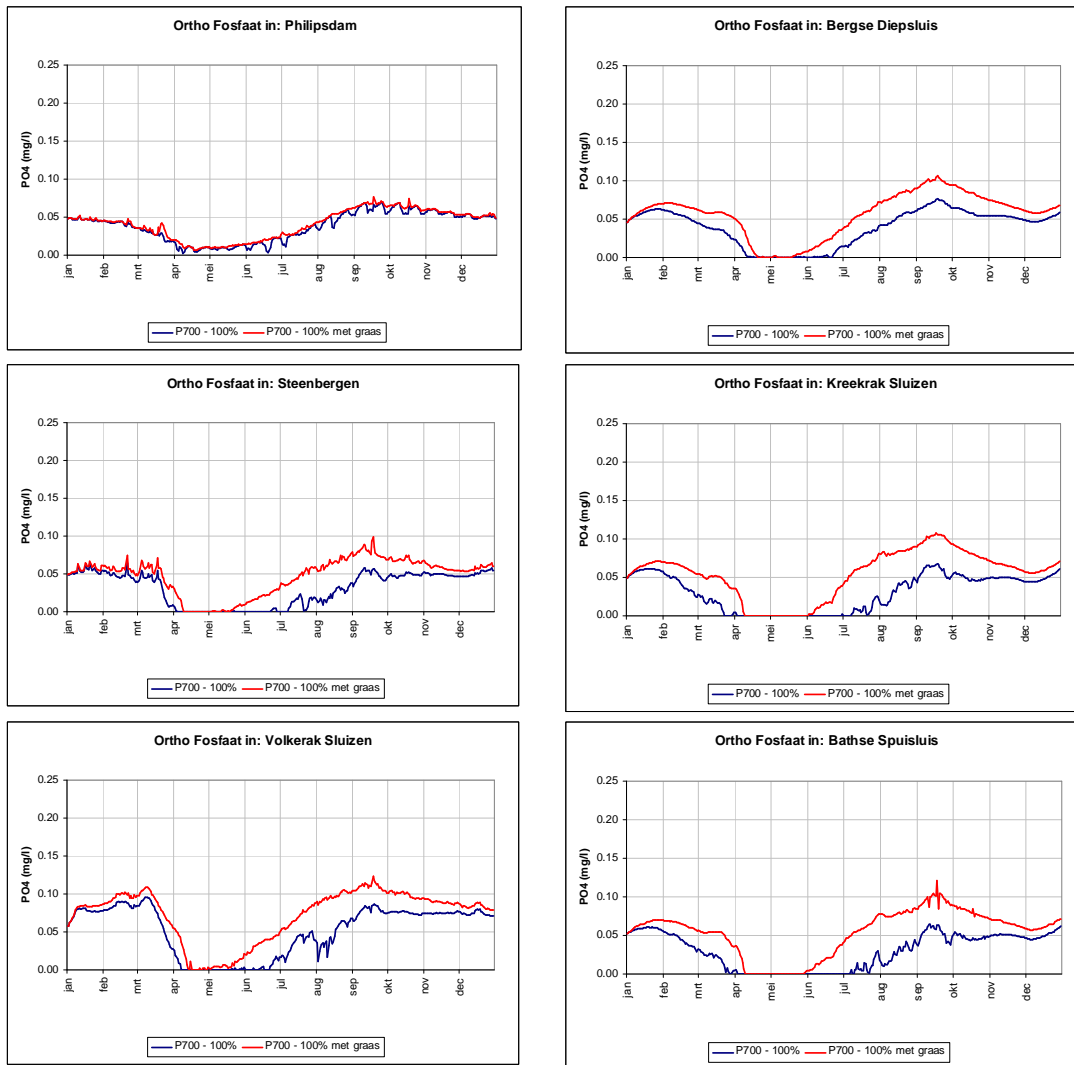 Ortho Fosfaat in: Philipsdam
0.25
0.20
0.15
0.10
0.05
0.00
PO4 (mg/l)
jan feb mrt apr mei jun jul aug sep okt nov dec
P700 - 100% P700 - 100% met graas
Ortho Fosfaat in: Bergse Diepsluis
0.25
0.20
0.15
0.10
0.05
0.00
PO4 (mg/l)
jan feb mrt apr mei jun jul aug sep okt nov dec
P700 - 100% P700 - 100% met graas
Ortho Fosfaat in: Steenbergen
0.25
0.20
0.15
0.10
0.05
0.00
PO4 (mg/l)
jan feb mrt apr mei jun jul aug sep okt nov dec
P700 - 100% P700 - 100% met graas
Ortho Fosfaat in: Kreekrak Sluizen
0.25
0.20
0.15
0.10
0.05
0.00
PO4 (mg/l)
jan feb mrt apr mei jun jul aug sep okt nov dec
P700 - 100% P700 - 100% met graas
Ortho Fosfaat in: Volkerak Sluizen
0.25
0.20
0.15
0.10
0.05
0.00
PO4 (mg/l)
jan feb mrt apr mei jun jul aug sep okt nov dec
P700 - 100% P700 - 100% met graas
Ortho Fosfaat in: Bathse Spuisluis
0.25
0.20
0.15
0.10
0.05
0.00
PO4 (mg/l)
jan feb mrt apr mei jun jul aug sep okt nov dec
P700 - 100% P700 - 100% met graas